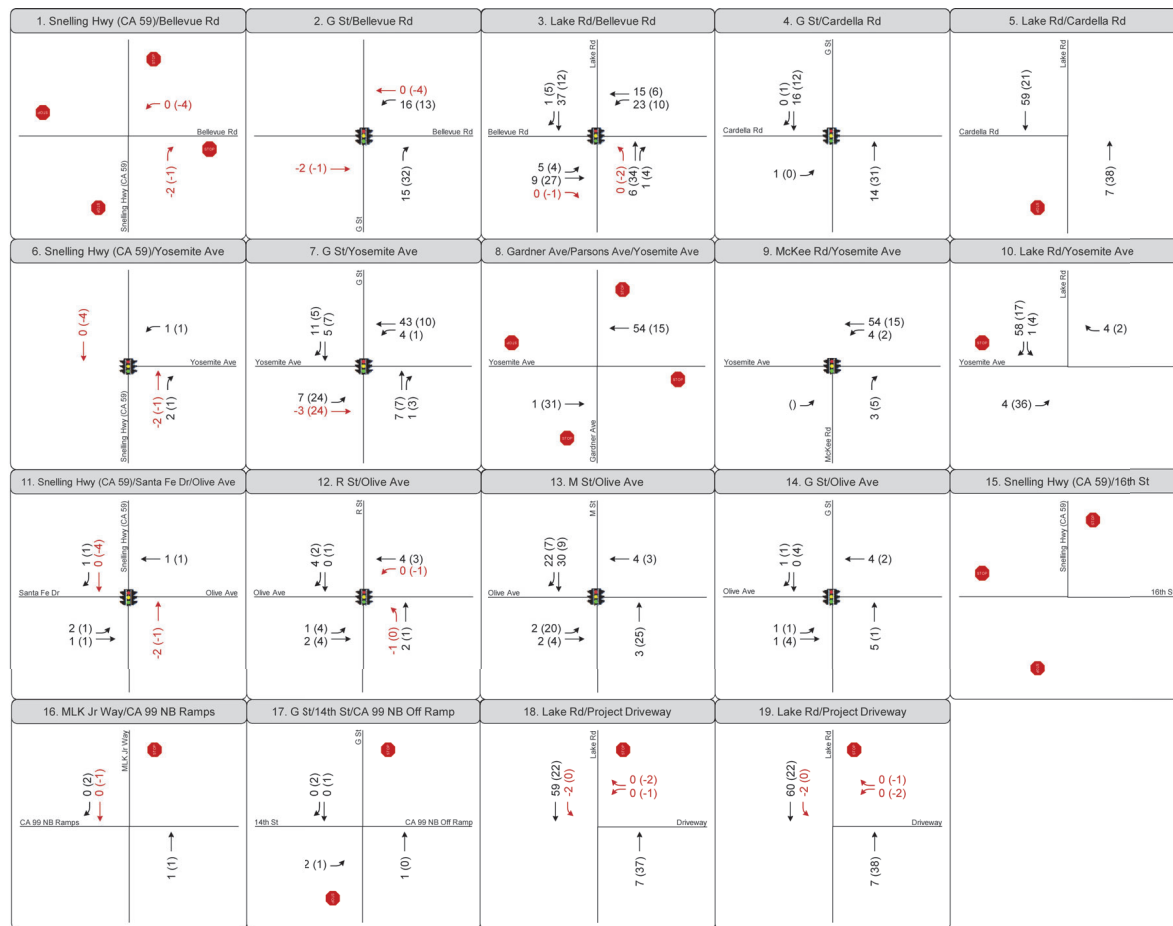 1. Snelling Hwy (CA 59)/Bellevue Rd
0 (-4)
Bellevue Rd
-2 (-1)
Snelling Hwy (CA 59)
2. G St/Bellevue Rd
0 (-4)
16 (13)
Bellevue Rd
-2 (-1)
15 (32)
G St
3. Lake Rd/Bellevue Rd
Lake Rd
1 (5)
37 (12)
15 (6)
23 (10)
Bellevue Rd
5 (4)
9 (27)
0 (-1)
0 (-2)
6 (34)
1 (4)
4. G St/Cardella Rd
G St
0 (1)
16 (12)
Cardella Rd
1 (0)
14 (31)
5. Lake Rd/Cardella Rd
59 (21)
Cardella Rd
7 (38)
6. Snelling Hwy (CA 59)/Yosemite Ave
0 (-4)
1 (1)
Yosemite Ave
-2 (-1)
2 (1)
Snelling Hwy (CA 59)
7. G St/Yosemite Ave
G St
11 (5)
5 (7)
43 (10)
4 (1)
Yosemite Ave
7 (24)
-3 (24)
7 (7)
1 (3)
8. Gardner Ave/Parsons Ave/Yosemite Ave
STOP
54 (15)
Yosemite Ave
STOP
1 (31)
Gardner Ave
9. McKee Rd/Yosemite Ave
54 (15)
4 (2)
Yosemite Ave
()
3 (5)
McKee Rd
10. Lake Rd/Yosemite Ave
Lake Rd
58 (17)
1 (4)
4 (2)
STOP
Yosemite Ave
4 (36)
11. Snelling Hwy (CA 59)/Santa Fe Dr/Olive Ave
Snelling Hwy (CA 59)
1 (1)
0 (-4)
1 (1)
Santa Fe Dr
Olive Ave
2 (1)
1 (1)
-2 (-1)
12. R St/Olive Ave
R St
4 (2)
0 (1)
4 (3)
0 (-1)
Olive Ave
1 (4)
2 (4)
-1 (0)
2 (1)
13. M St/Olive Ave
M St
22 (7)
30 (9)
4 (3)
Olive Ave
2 (20)
2 (4)
3 (25)
14. G St/Olive Ave
G St
1 (1)
0 (4)
4 (2)
Olive Ave
1 (1)
1 (4)
5 (1)
15. Snelling Hwy (CA 59)/16th St
Snelling Hwy (CA 59)
STOP
STOP
16th St
16. MLK Jr Way/CA 99 NB Ramps
MLK Jr Way
STOP
0 (2)
0 (-1)
CA 99 NB Ramps
1 (1)
17. G St/14th St/CA 99 NB Off Ramp
G St
STOP
0 (2)
0 (1)
14th St
CA 99 NB Off Ramp
2 (1)
1 (0)
18. Lake Rd/Project Driveway
Lake Rd
STOP
59 (22)
-2 (0)
0 (-2)
0 (-1)
Driveway
7 (37)
19. Lake Rd/Project Driveway
Lake Rd
STOP
60 (22)
-2 (0)
0 (-1)
0 (-2)
Driveway
7 (38)